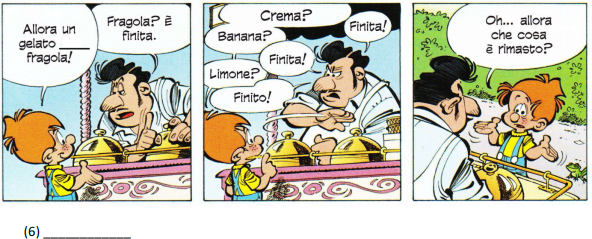 Allora un
gelato ____
fragola!
Fragola? È
finita.
Crema?
Finita!
Banana?
Finita!
Limone?
Finito!
Oh... allora
che cosa
è rimasto?
(6) ____________